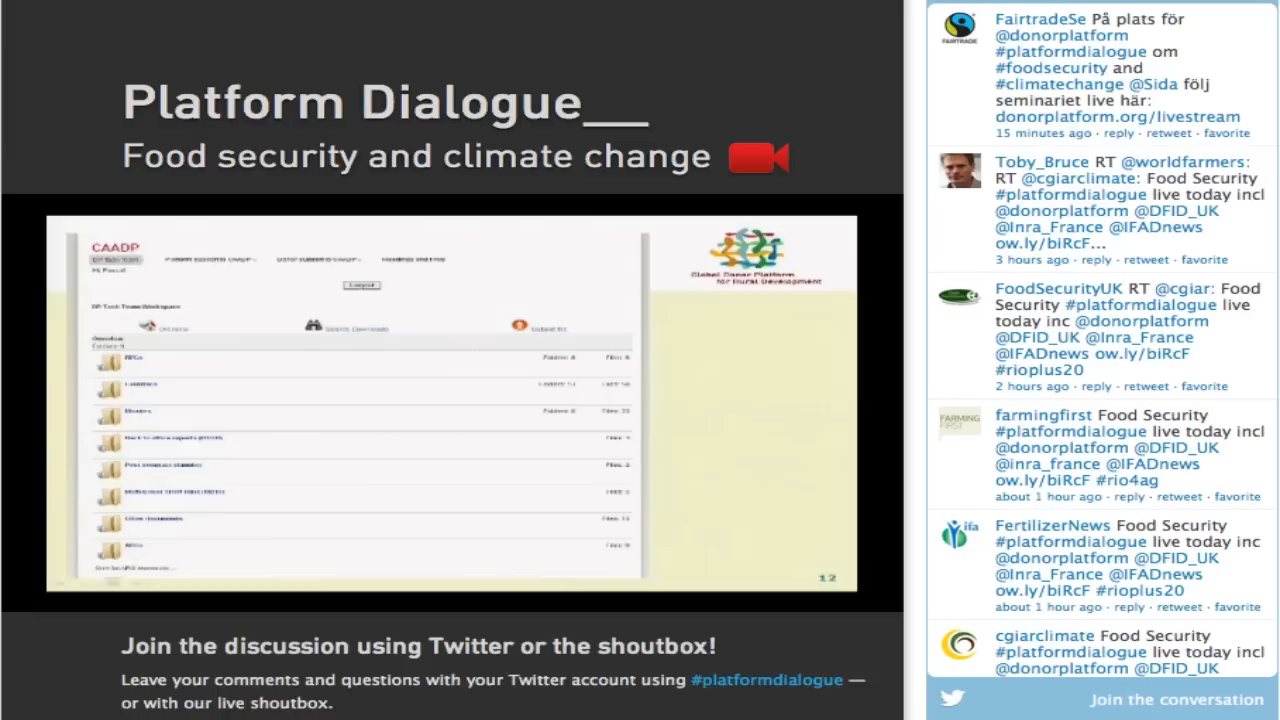 Platform Dialogue__
Food security and climate change
CAADP
Logout
Global Donor Platform
for Rural Development
12
Join the discussion using Twitter or the shoutbox!
Leave your comments and questions with your Twitter account using #platformdialogue —
or with our live shoutbox.
FAIRTRADE
FairtradeSe På plats för
@donorplatform
#platformdialogue om
#foodsecurity and
#climatechange @Sida följ
seminariet live här:
donorplatform.org/livestream
15 minutes ago · reply · retweet · favorite
Toby_Bruce RT @worldfarmers:
RT @cgiarclimate: Food Security
#platformdialogue live today incl
@donorplatform @DFID_UK
@Inra_France @IFADnews
ow.ly/biRcF...
3 hours ago · reply · retweet · favorite
FoodSecurityUK RT @cgiar: Food
Security #platformdialogue live
today inc @donorplatform
@DFID_UK @Inra_France
@IFADnews ow.ly/biRcF
#rioplus20
2 hours ago · reply · retweet · favorite
FARMING
FIRST
farmingfirst Food Security
#platformdialogue live today incl
@donorplatform @DFID_UK
@inra_france @IFADnews
ow.ly/biRcF #rio4ag
about 1 hour ago · reply · retweet · favorite
ifa
FertilizerNews Food Security
#platformdialogue live today inc
@donorplatform @DFID_UK
@Inra_France @IFADnews
ow.ly/biRcF #rioplus20
about 1 hour ago · reply · retweet · favorite
cgiarclimate Food Security
#platformdialogue live today incl
@donorplatform @DFID_UK
Join the conversation